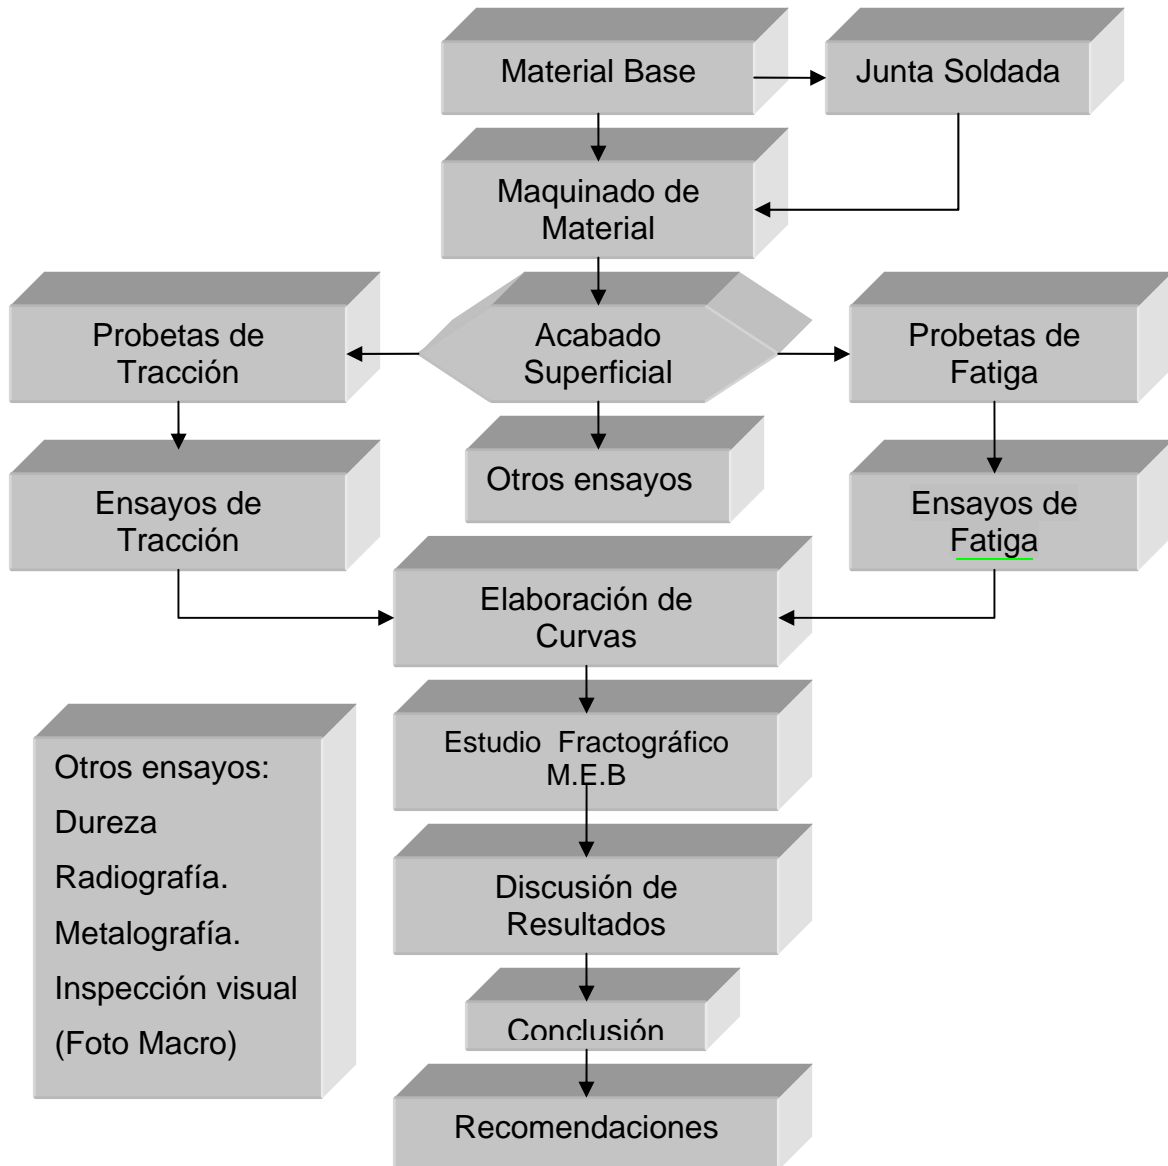 Material Base
Junta Soldada
Maquinado de
Material
Probetas de
Tracción
Acabado
Superficial
Probetas de
Fatiga
Ensayos de
Tracción
Otros ensayos
Ensayos de
Fatiga
Elaboración de
Curvas
Estudio Fractográfico
M.E.B
Otros ensayos:
Dureza
Radiografía.
Metalografía.
Inspección visual
(Foto Macro)
Discusión de
Resultados
Conclusión
Recomendaciones